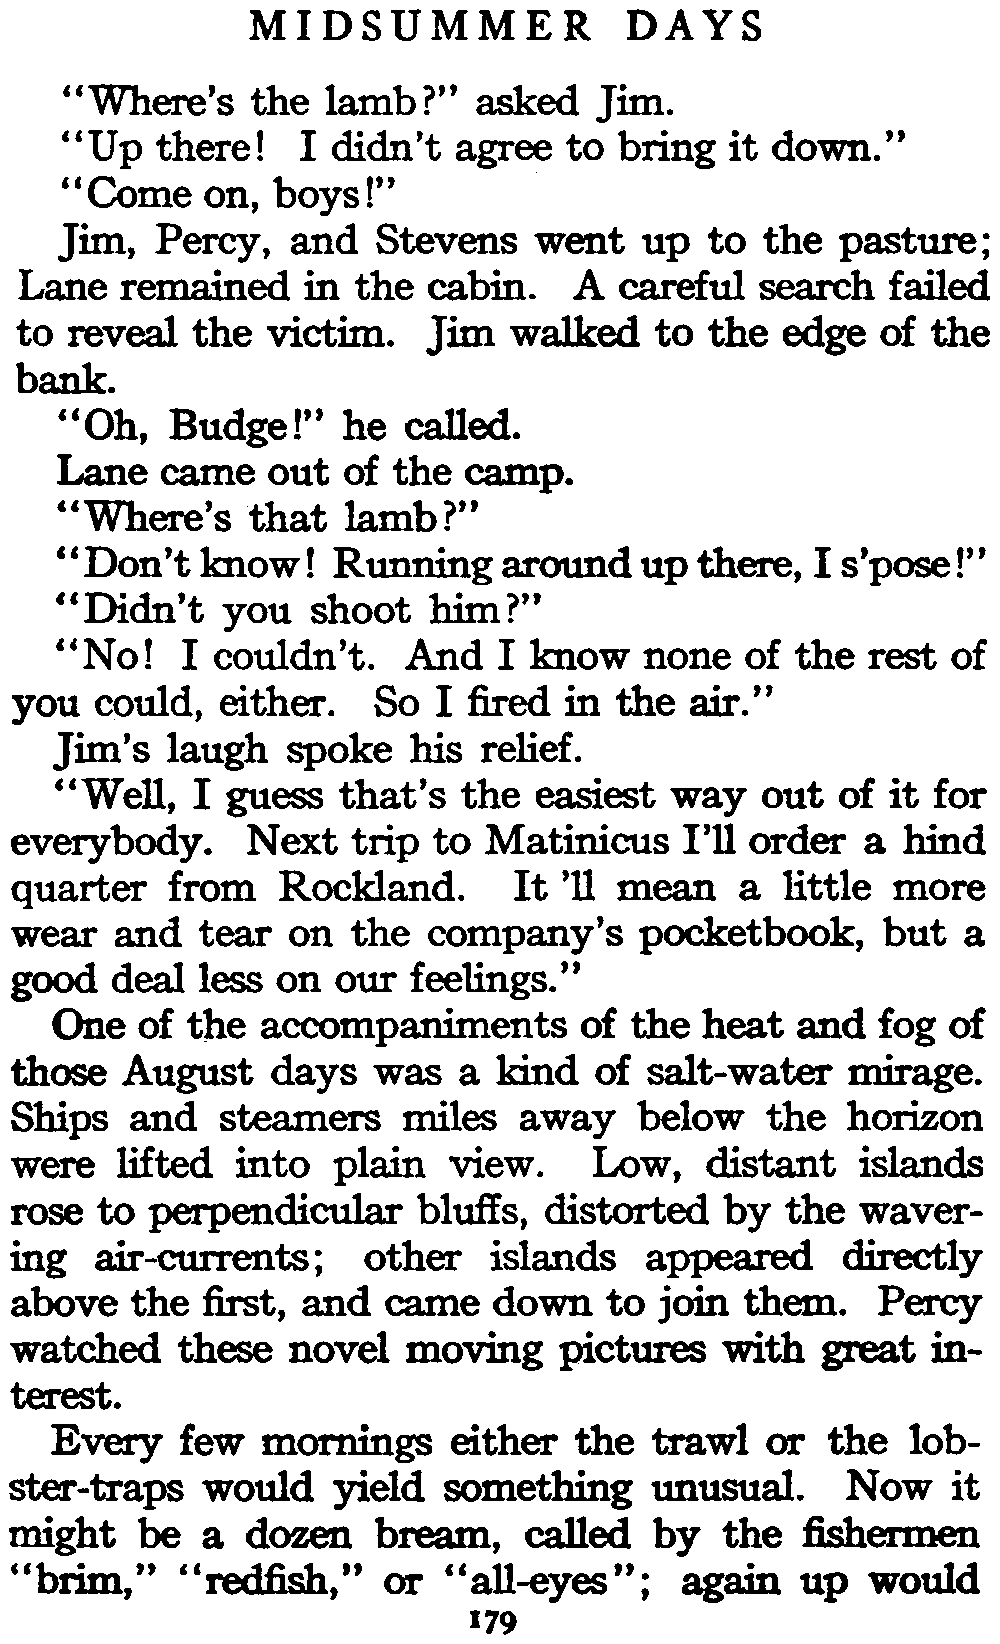 MIDSUMMER DAYS
"Where's the lamb?" asked Jim.
"Up there! I didn't agree to bring it down."
"Come on, boys!"
Jim, Percy, and Stevens went up to the pasture;
Lane remained in the cabin. A careful search failed
to reveal the victim. Jim walked to the edge of the
bank.
"Oh, Budge!" he called.
Lane came out of the camp.
"Where's that lamb?"
"Don't know! Running around up there, I s'pose!"
"Didn't you shoot him?"
"No! I couldn't. And I know none of the rest of
you could, either. So I fired in the air."
Jim's laugh spoke his relief.
"Well, I guess that's the easiest way out of it for
everybody. Next trip to Matinicus I'll order a hind
quarter from Rockland. It 'll mean a little more
wear and tear on the company's pocketbook, but a
good deal less on our feelings."
One of the accompaniments of the heat and fog of
those August days was a kind of salt-water mirage.
Ships and steamers miles away below the horizon
were lifted into plain view. Low, distant islands
rose to perpendicular bluffs, distorted by the waver-
ing air-currents; other islands appeared directly
above the first, and came down to join them. Percy
watched these novel moving pictures with great in-
terest.
Every few mornings either the trawl or the lob-
ster-traps would yield something unusual. Now it
might be a dozen bream, called by the fishermen
"brim," "redfish," or "all-eyes"; again up would
179